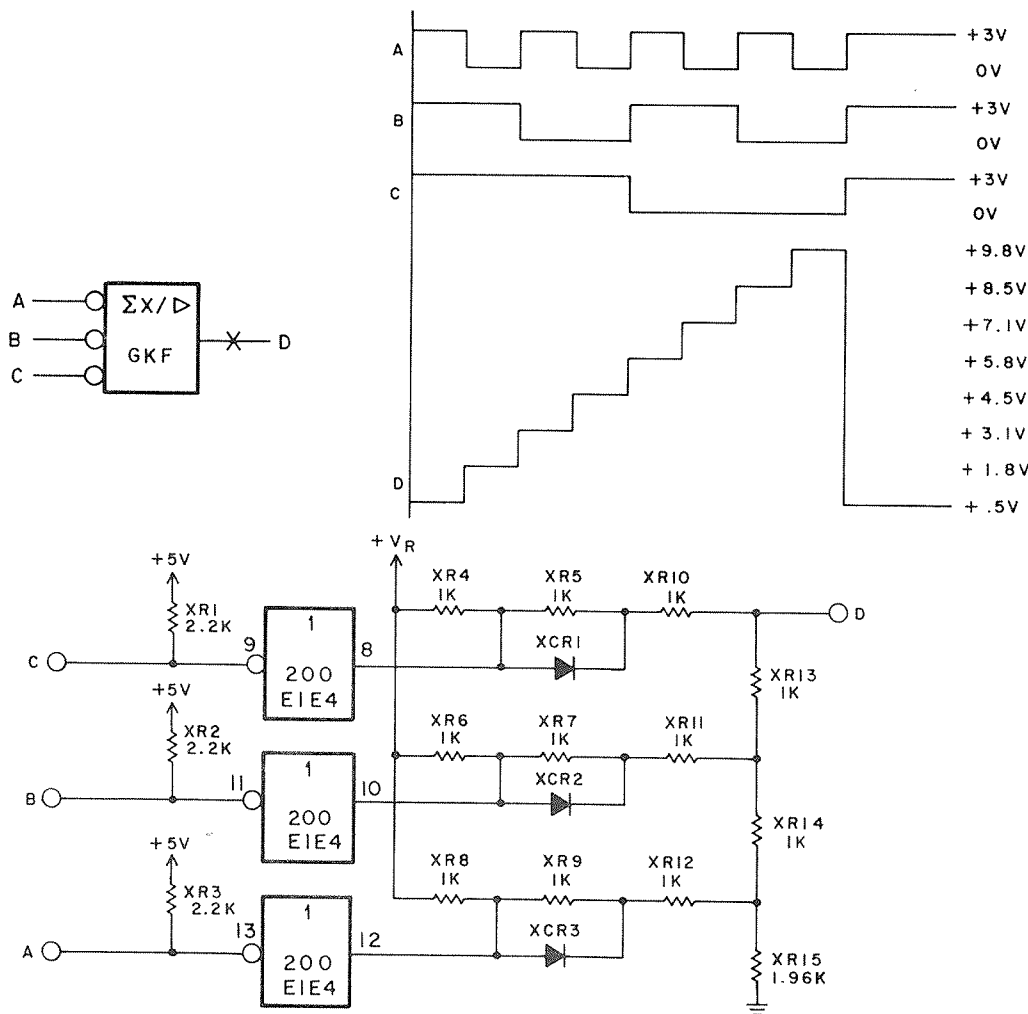 A
+3V
0V
B
+3V
0V
C
+3V
0V
+9.8V
+8.5V
+7.1V
+5.8V
+4.5V
+3.1V
+1.8V
D
+ .5V
A
B
C
ΣX/▷
GKF
D
+5V
XR1
2.2K
C
9
1
200
E1E4
8
+5V
XR2
2.2K
B
11
1
200
E1E4
10
+5V
XR3
2.2K
A
13
1
200
E1E4
12
+VR
XR4
1K
XR5
1K
XR10
1K
D
XCR1
XR13
1K
XR6
1K
XR7
1K
XR11
1K
XCR2
XR14
1K
XR8
1K
XR9
1K
XR12
1K
XCR3
XR15
1.96K